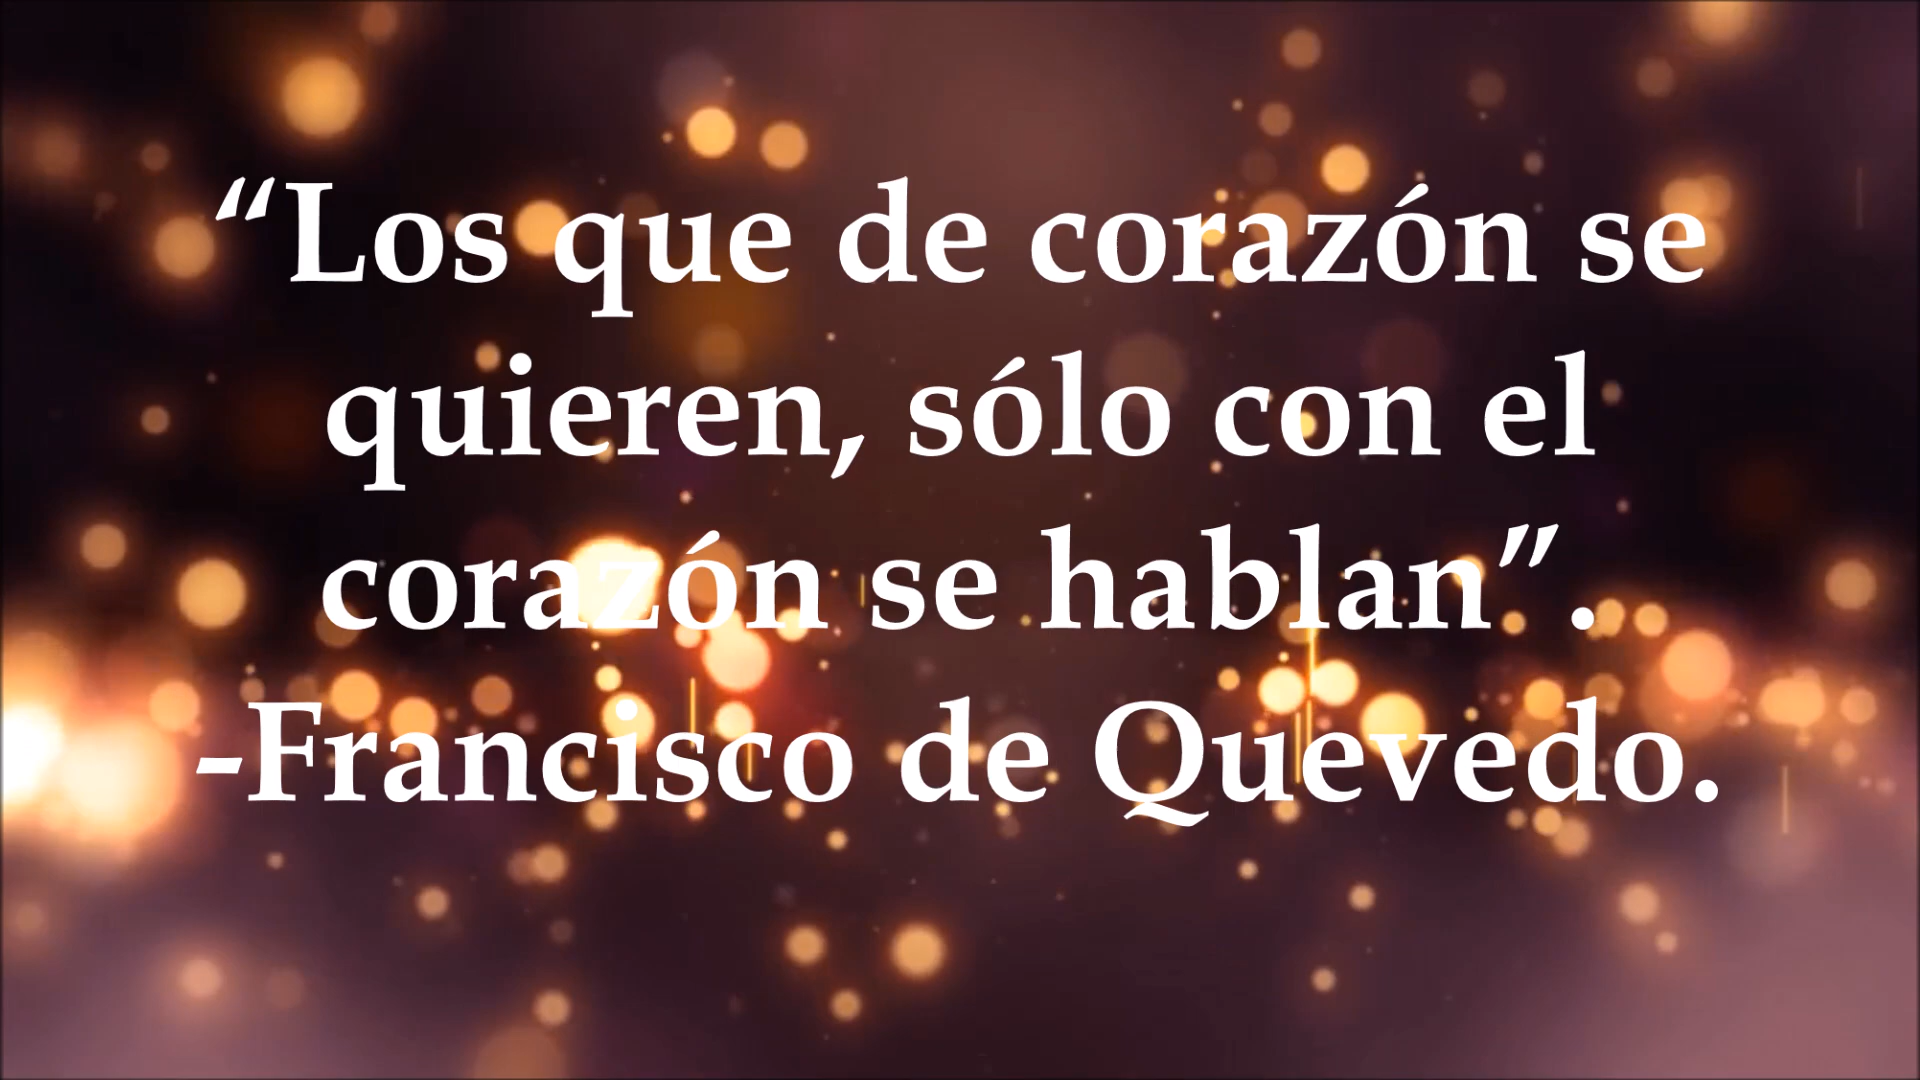 “Los que de corazón se
quieren, sólo con el
corazón se hablan”.
-Francisco de Quevedo.